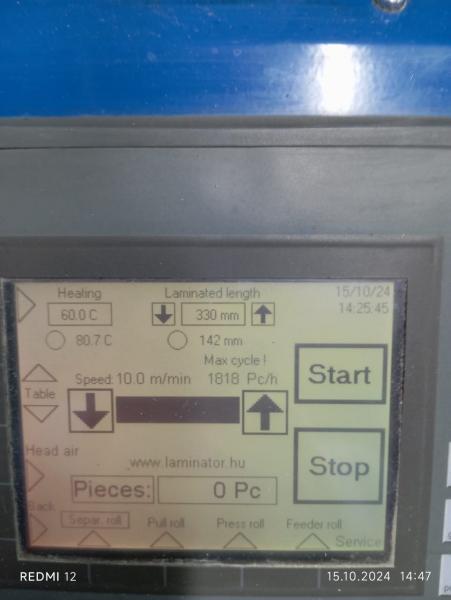 Heating
Laminated length
15/10/24
14:25:45
60.0 C
330 mm
80.7 C
142 mm
Max cycle !
Start
Table
Speed: 10.0 m/min
1818 Pc/h
Head air
www.laminator.hu
Stop
Pieces:
0 Pc
Back
Separ. roll
Pull roll
Press roll
Feeder roll
Service
REDMI 12
15.10.2024 14:47